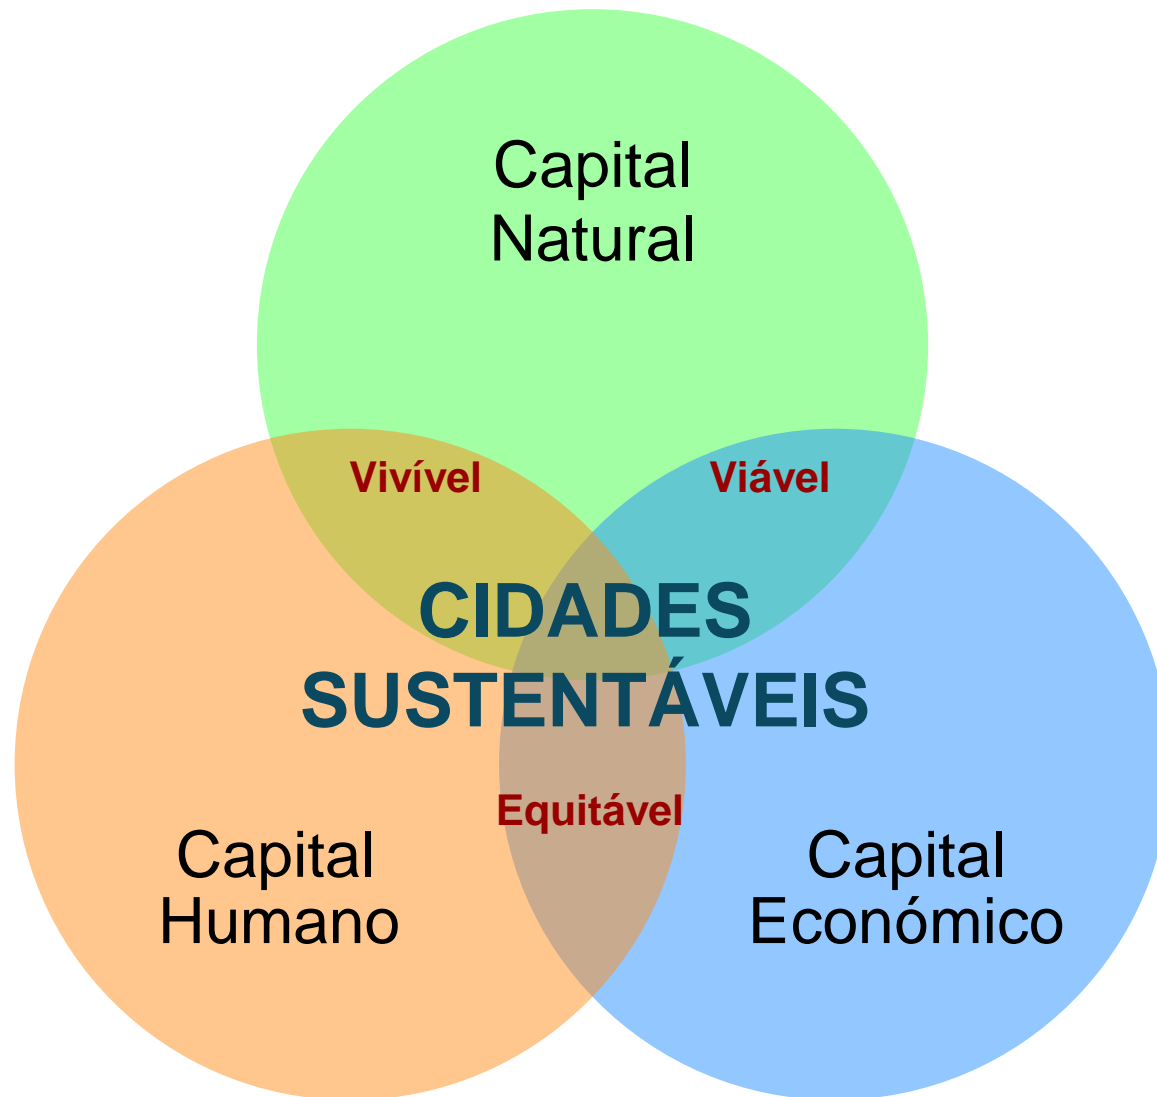 Capital
Natural
Vivível
Viável
CIDADES
SUSTENTÁVEIS
Equitável
Capital
Humano
Capital
Económico